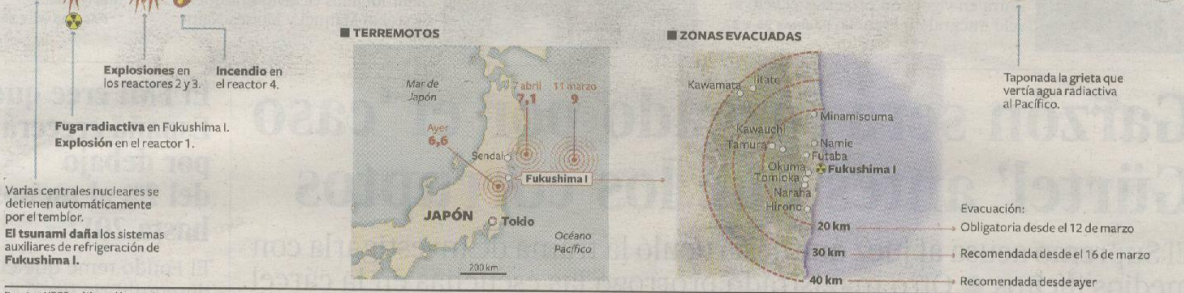 TERREMOTOS
ZONAS EVACUADAS
Explosiones en
los reactores 2 y 3.
Incendio en
el reactor 4.
Fuga radiactiva en Fukushima I.
Explosión en el reactor 1.
Varias centrales nucleares se
detienen automáticamente
por el temblor.
El tsunami daña los sistemas
auxiliares de refrigeración de
Fukushima I.
Mar de
Japón
7 abril
7,1
11 marzo
9
Ayer
6,6
Sendai
Fukushima I
JAPÓN
Tokio
Océano
Pacífico
200 km
Kawamata
Iitate
Minamisouma
Kawauchi
Tamura
Namie
Futaba
Okuma
Fukushima I
Tomioka
Naraha
Hirono
20 km
30 km
40 km
Taponada la grieta que
vertía agua radiactiva
al Pacífico.
Evacuación:
Obligatoria desde el 12 de marzo
Recomendada desde el 16 de marzo
Recomendada desde ayer